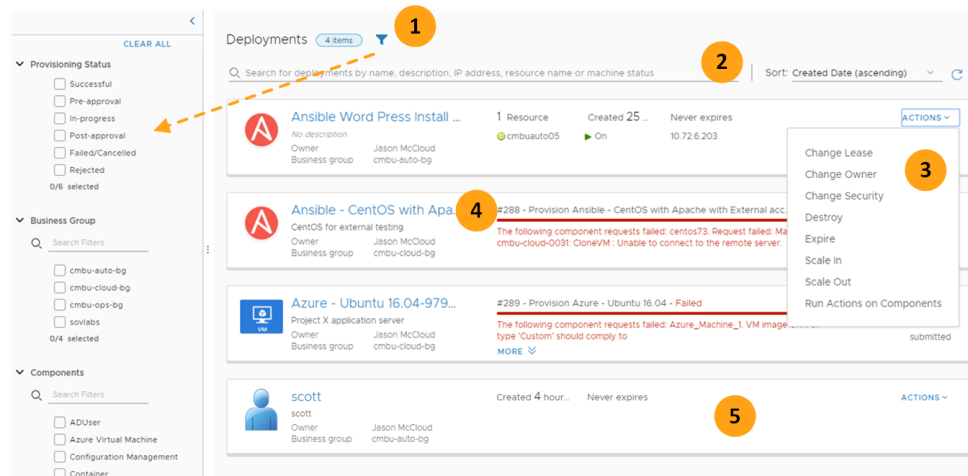 CLEAR ALL
Provisioning Status
Successful
Pre-approval
In-progress
Post-approval
Failed/Cancelled
Rejected
0/6 selected
Business Group
Search Filters
cmbu-auto-bg
cmbu-cloud-bg
cmbu-ops-bg
sovlabs
0/4 selected
Components
Search Filters
ADUser
Azure Virtual Machine
Configuration Management
Container
1
Deployments 4 items
2
Search for deployments by name, description, IP address, resource name or machine status
Sort: Created Date (ascending)
Ansible Word Press Install ...
No description
Owner Jason McCloud
Business group cmbu-auto-bg
1 Resource Created 25 .. Never expires
cmbuauto05 On 10.72.6.203
ACTIONS
3
Change Lease
Change Owner
Change Security
Destroy
Expire
Scale In
Scale Out
Run Actions on Components
Ansible - CentOS with Apa...
CentOS for external testing
Owner Jason McCloud
Business group cmbu-cloud-bg
4
#288 - Provision Ansible - CentOS with Apache with External acc..
The following component requests failed: centos73. Request failed: Ma
cmbu-cloud-0031: CloneVM : Unable to connect to the remote server.
VM
Azure - Ubuntu 16.04-979...
Project X application server
Owner Jason McCloud
Business group cmbu-cloud-bg
#289 - Provision Azure - Ubuntu 16.04 - Failed
The following component requests failed: Azure_Machine_1. VM image
type 'Custom' should comply to
MORE
submitted
scott
scott
Owner Jason McCloud
Business group cmbu-auto-bg
Created 4 hour... Never expires
5
ACTIONS